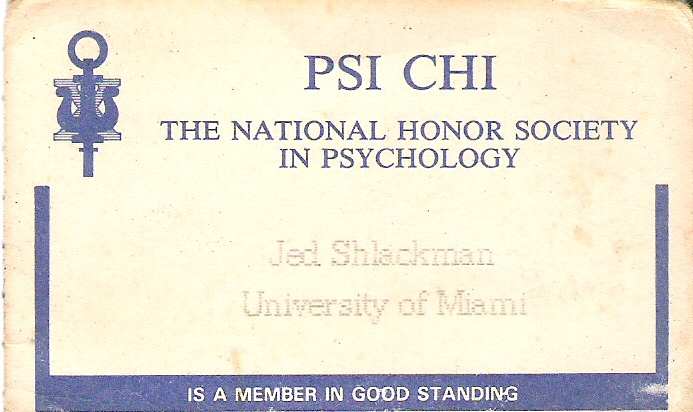 PSI CHI
THE NATIONAL HONOR SOCIETY
IN PSYCHOLOGY
Jed Shlackman
University of Miami
IS A MEMBER IN GOOD STANDING